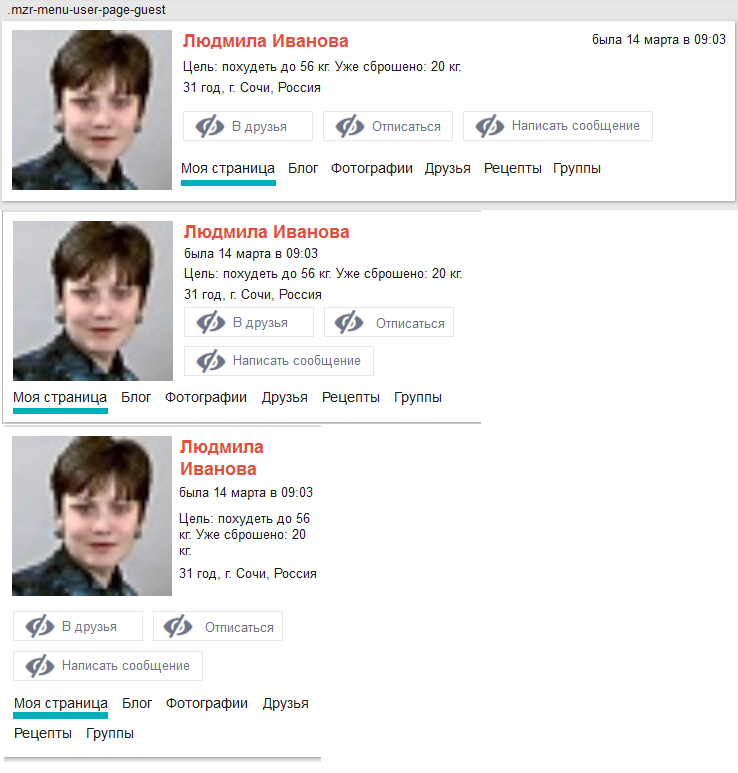 .mzr-menu-user-page-guest
Людмила Иванова
была 14 марта в 09:03
Цель: похудеть до 56 кг. Уже сброшено: 20 кг.
31 год, г. Сочи, Россия
В друзья Отписаться Написать сообщение
Моя страница Блог Фотографии Друзья Рецепты Группы
Людмила Иванова
была 14 марта в 09:03
Цель: похудеть до 56 кг. Уже сброшено: 20 кг.
31 год, г. Сочи, Россия
В друзья Отписаться
Написать сообщение
Моя страница Блог Фотографии Друзья Рецепты Группы
Людмила
Иванова
была 14 марта в 09:03
Цель: похудеть до 56
кг. Уже сброшено: 20
кг.
31 год, г. Сочи, Россия
В друзья Отписаться
Написать сообщение
Моя страница Блог Фотографии Друзья
Рецепты Группы